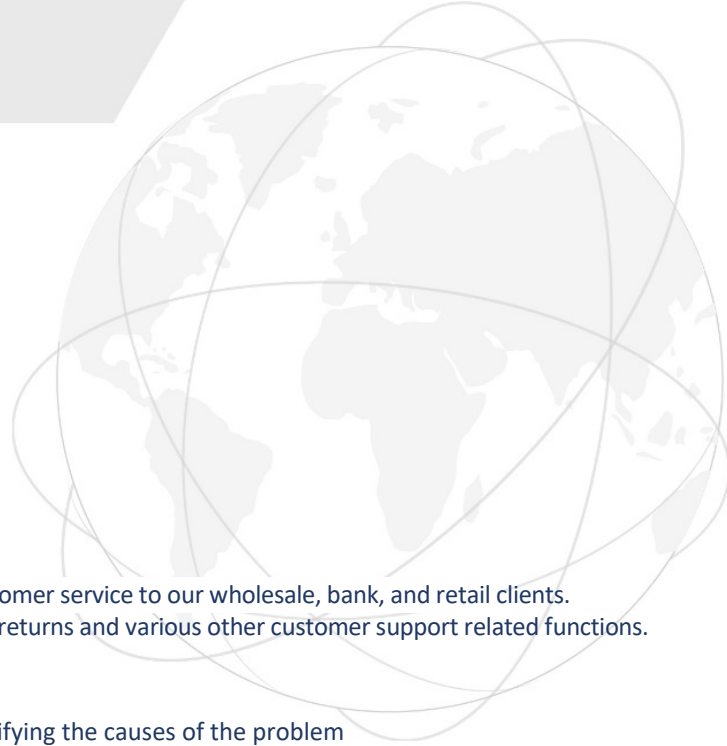 omer service to our wholesale, bank, and retail clients.
returns and various other customer support related functions.
ifying the causes of the problem